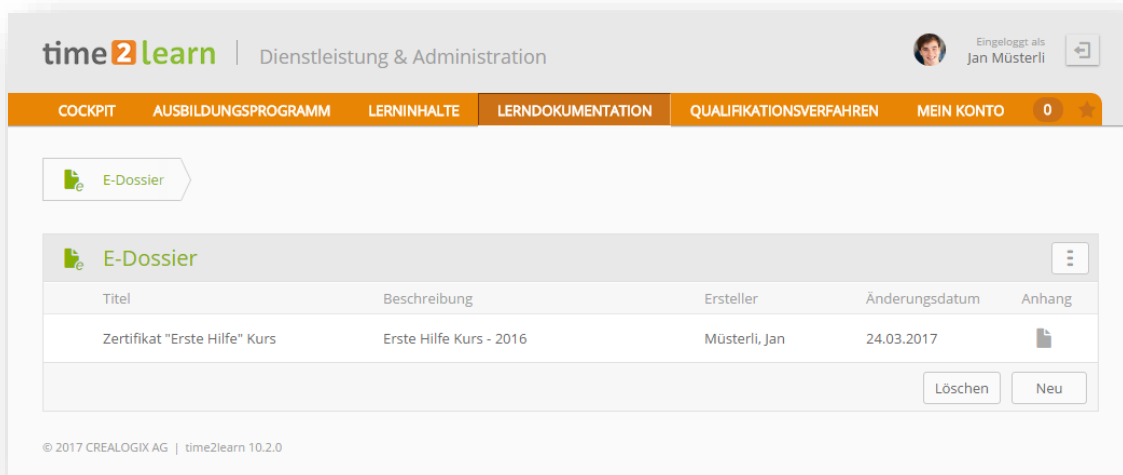 time2learn | Dienstleistung & Administration
Eingeloggt als
Jan Müsterli
COCKPIT AUSBILDUNGSPROGRAMM LERNINHALTE LERNDOKUMENTATION QUALIFIKATIONSVERFAHREN MEIN KONTO 0
E-Dossier
E-Dossier
Titel Beschreibung Ersteller Änderungsdatum Anhang
Zertifikat "Erste Hilfe" Kurs Erste Hilfe Kurs - 2016 Müsterli, Jan 24.03.2017
Löschen Neu
© 2017 CREALOGIX AG | time2learn 10.2.0